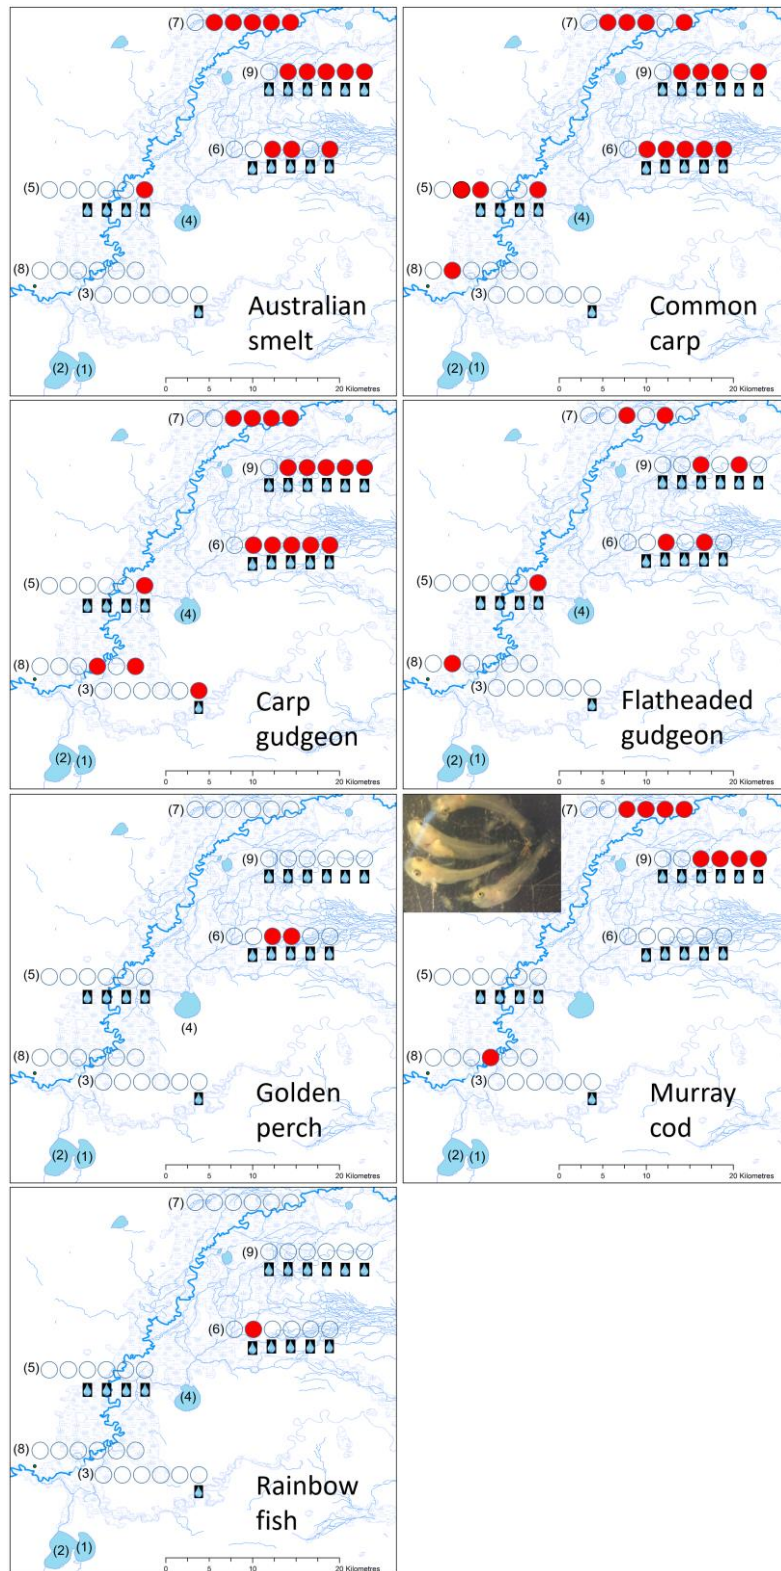 (7)
(9)
(6)
(5)
(4)
(8)
(3)
Australian
smelt
(2) (1)
0 5 10 20 Kilometres
(7)
(9)
(6)
(5)
(4)
(8)
(3)
Common
carp
(2) (1)
0 5 10 20 Kilometres
(7)
(9)
(6)
(5)
(4)
(8)
(3)
Carp
gudgeon
(2) (1)
0 5 10 20 Kilometres
(7)
(9)
(6)
(5)
(4)
(8)
(3)
Flatheaded
gudgeon
(2) (1)
0 5 10 20 Kilometres
(7)
(9)
(6)
(5)
(4)
(8)
(3)
Golden
perch
(2) (1)
0 5 10 20 Kilometres
(7)
(9)
(6)
(5)
(8)
(3)
Murray
cod
(2) (1)
0 5 10 20 Kilometres
(7)
(9)
(6)
(5)
(4)
(8)
(3)
Rainbow
fish
(2) (1)
0 5 10 20 Kilometres